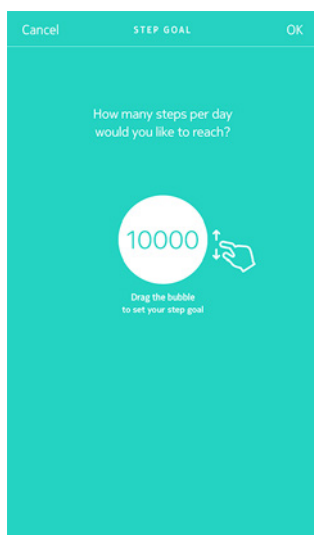 Cancel STEP GOAL OK
How many steps per day
would you like to reach?
10000
Drag the bubble
to set your step goal